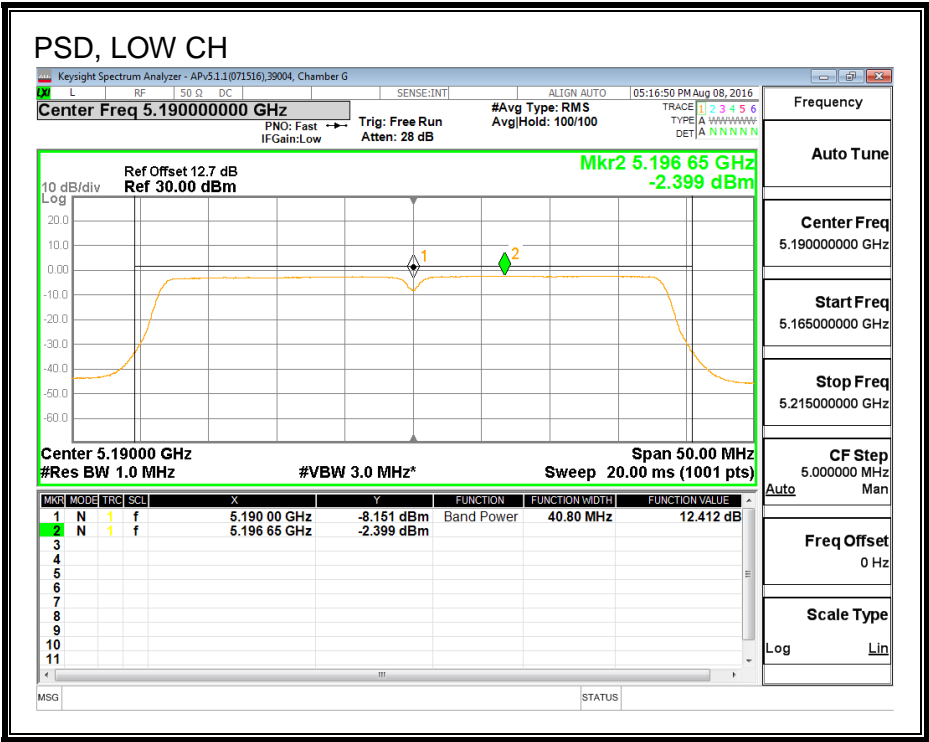 PSD, LOW CH
Keysight Spectrum Analyzer - APv5.1.1(071516),39004, Chamber G
LXI L RF 50 Ω DC SENSE:INT ALIGN AUTO 05:16:50 PM Aug 08, 2016
Center Freq 5.190000000 GHz
PNO: Fast
IFGain:Low
Trig: Free Run
Atten: 28 dB
#Avg Type: RMS
Avg|Hold: 100/100
TRACE 1 2 3 4 5 6
TYPE A WWWWW
DET A N N N N N
Mkr2 5.196 65 GHz
-2.399 dBm
Ref Offset 12.7 dB
10 dB/div Ref 30.00 dBm
Log
20.0
10.0
0.00
-10.0
-20.0
-30.0
-40.0
-50.0
-60.0
1
2
Center 5.19000 GHz Span 50.00 MHz
#Res BW 1.0 MHz #VBW 3.0 MHz* Sweep 20.00 ms (1001 pts)
MKR MODE TRC SCL X Y FUNCTION FUNCTION WIDTH FUNCTION VALUE
1 N 1 f 5.190 00 GHz -8.151 dBm Band Power 40.80 MHz 12.412 dB
2 N 1 f 5.196 65 GHz -2.399 dBm
3
4
5
6
7
8
9
10
11
MSG STATUS
Frequency
Auto Tune
Center Freq
5.190000000 GHz
Start Freq
5.165000000 GHz
Stop Freq
5.215000000 GHz
CF Step
5.000000 MHz
Auto Man
Freq Offset
0 Hz
Scale Type
Log Lin